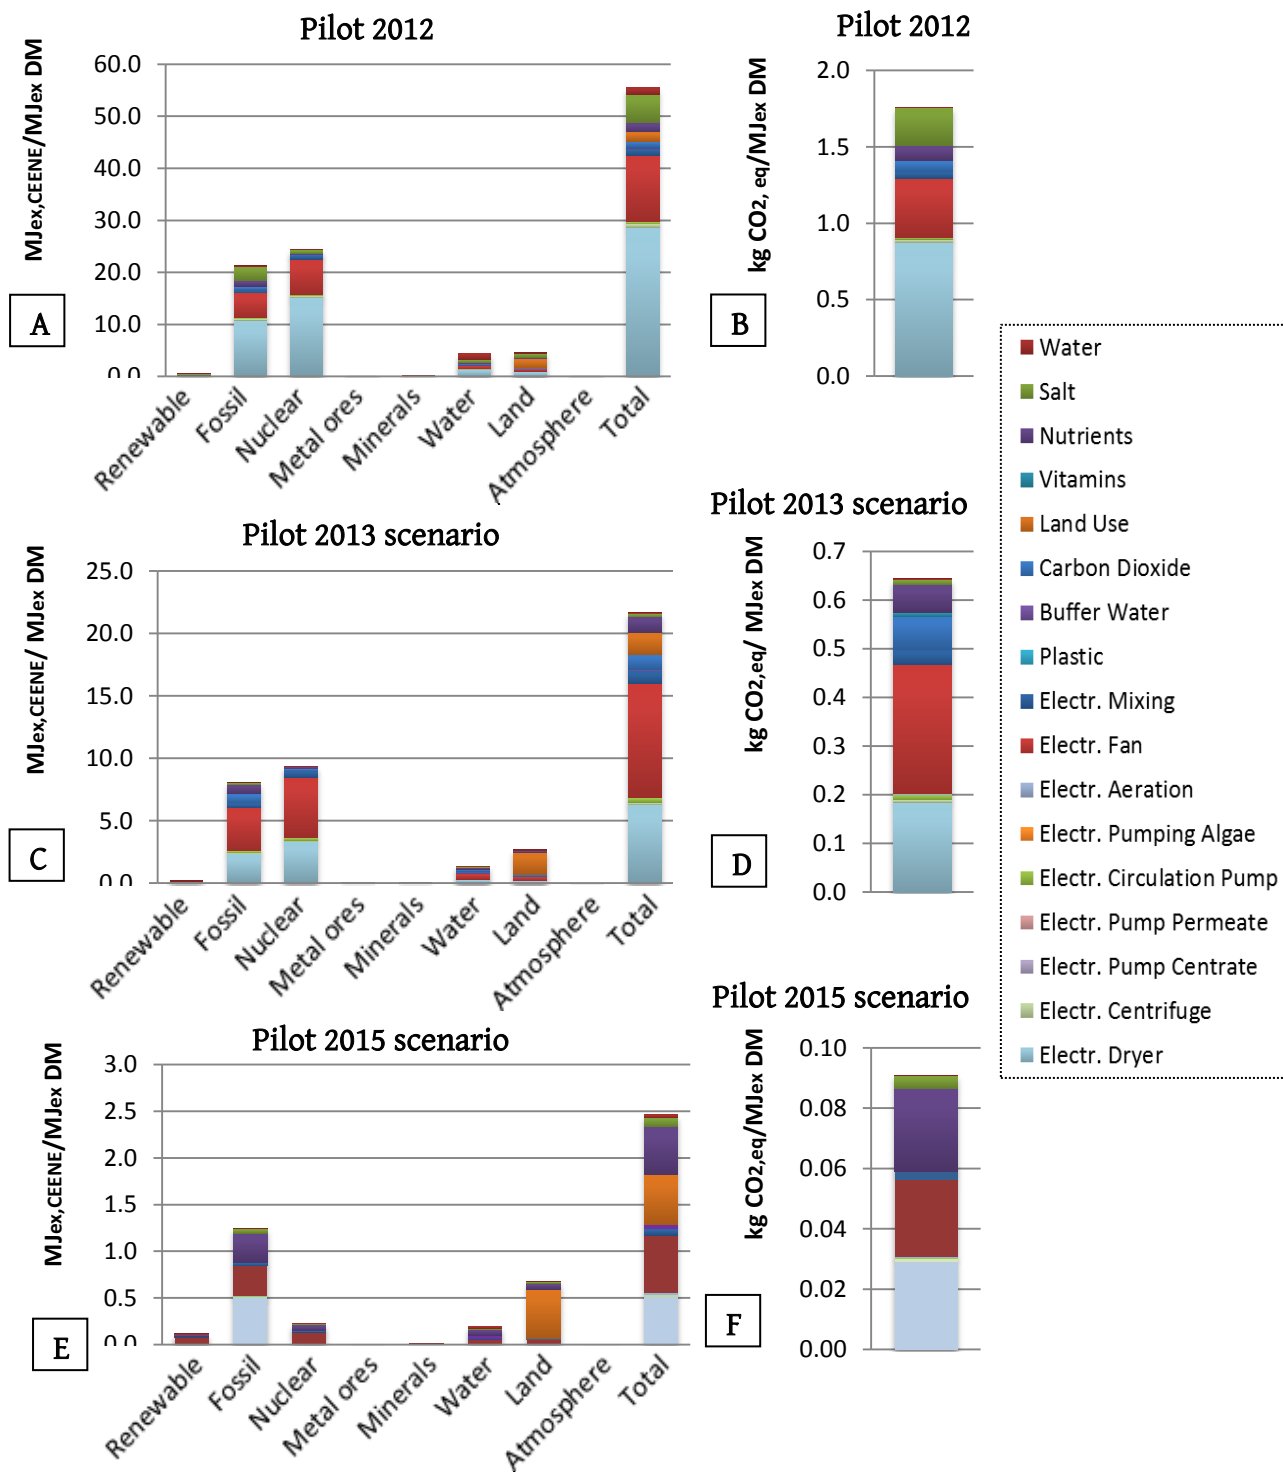 Pilot 2012
MJex,CEENE/MJex DM
60.0
50.0
40.0
30.0
20.0
10.0
0.0
A
Renewable
Fossil
Nuclear
Metal ores
Minerals
Water
Land
Atmosphere
Total
Pilot 2012
kg CO2, eq/MJex DM
2.0
1.5
1.0
0.5
0.0
B
Pilot 2013 scenario
MJex,CEENE/ MJex DM
25.0
20.0
15.0
10.0
5.0
0.0
C
Renewable
Fossil
Nuclear
Metal ores
Minerals
Water
Land
Atmosphere
Total
Pilot 2013 scenario
kg CO2,eq/ MJex DM
0.7
0.6
0.5
0.4
0.3
0.2
0.1
0.0
D
Pilot 2015 scenario
MJex,CEENE/MJex DM
3.0
2.5
2.0
1.5
1.0
0.5
0.0
E
Renewable
Fossil
Nuclear
Metal ores
Minerals
Water
Land
Atmosphere
Total
Pilot 2015 scenario
kg CO2,eq/MJex DM
0.10
0.08
0.06
0.04
0.02
0.00
F
Water
Salt
Nutrients
Vitamins
Land Use
Carbon Dioxide
Buffer Water
Plastic
Electr. Mixing
Electr. Fan
Electr. Aeration
Electr. Pumping Algae
Electr. Circulation Pump
Electr. Pump Permeate
Electr. Pump Centrate
Electr. Centrifuge
Electr. Dryer